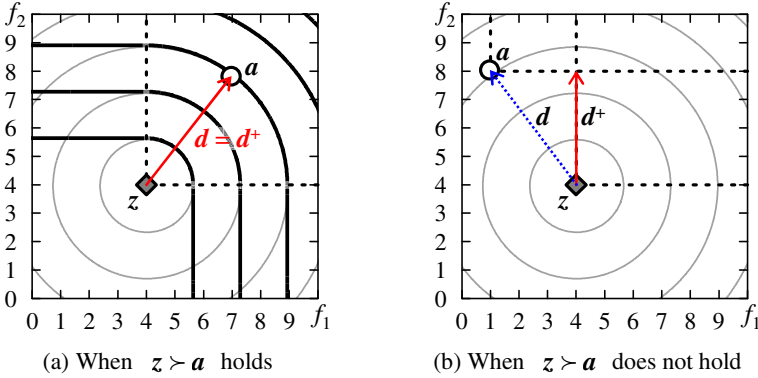 f₂
9
8
7
6
5
4
3
2
1
0
a
d = d⁺
z
0 1 2 3 4 5 6 7 8 9 f₁
(a) When z ≻ a holds
f₂
9
8
7
6
5
4
3
2
1
0
a
d d⁺
z
0 1 2 3 4 5 6 7 8 9 f₁
(b) When z ≻ a does not hold